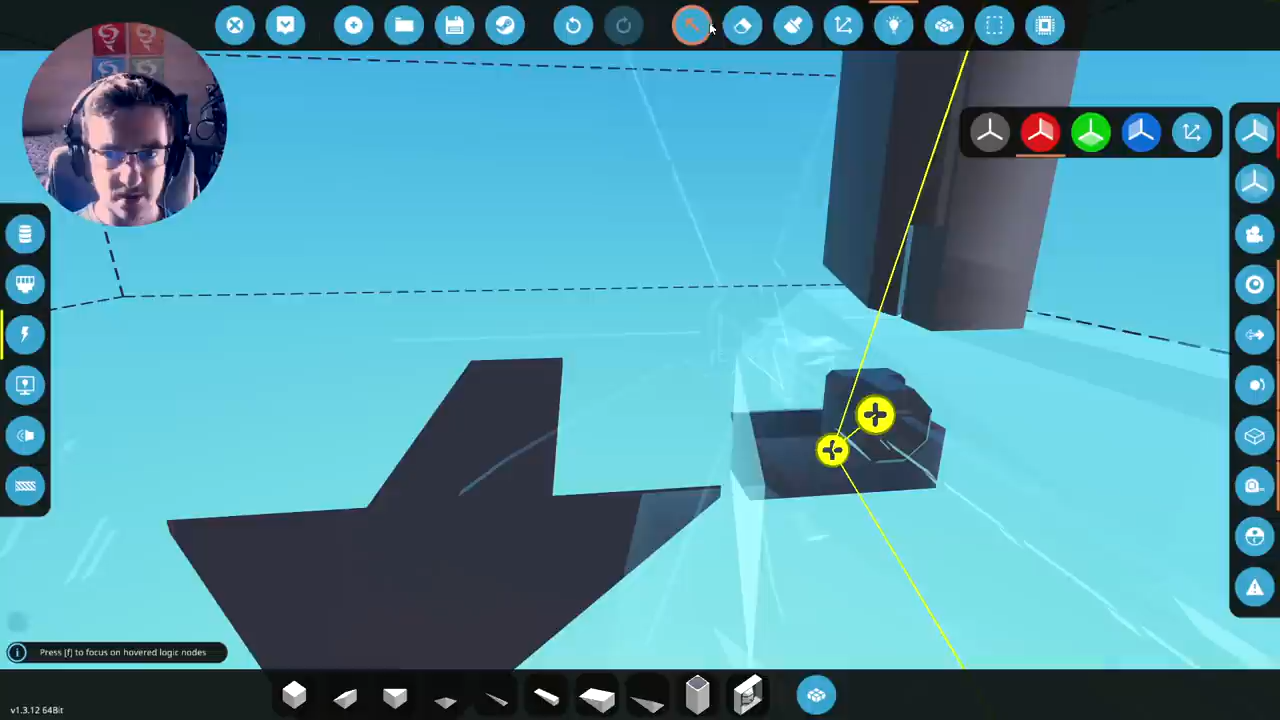 Press [f] to focus on hovered logic nodes
v1.3.12 64Bit